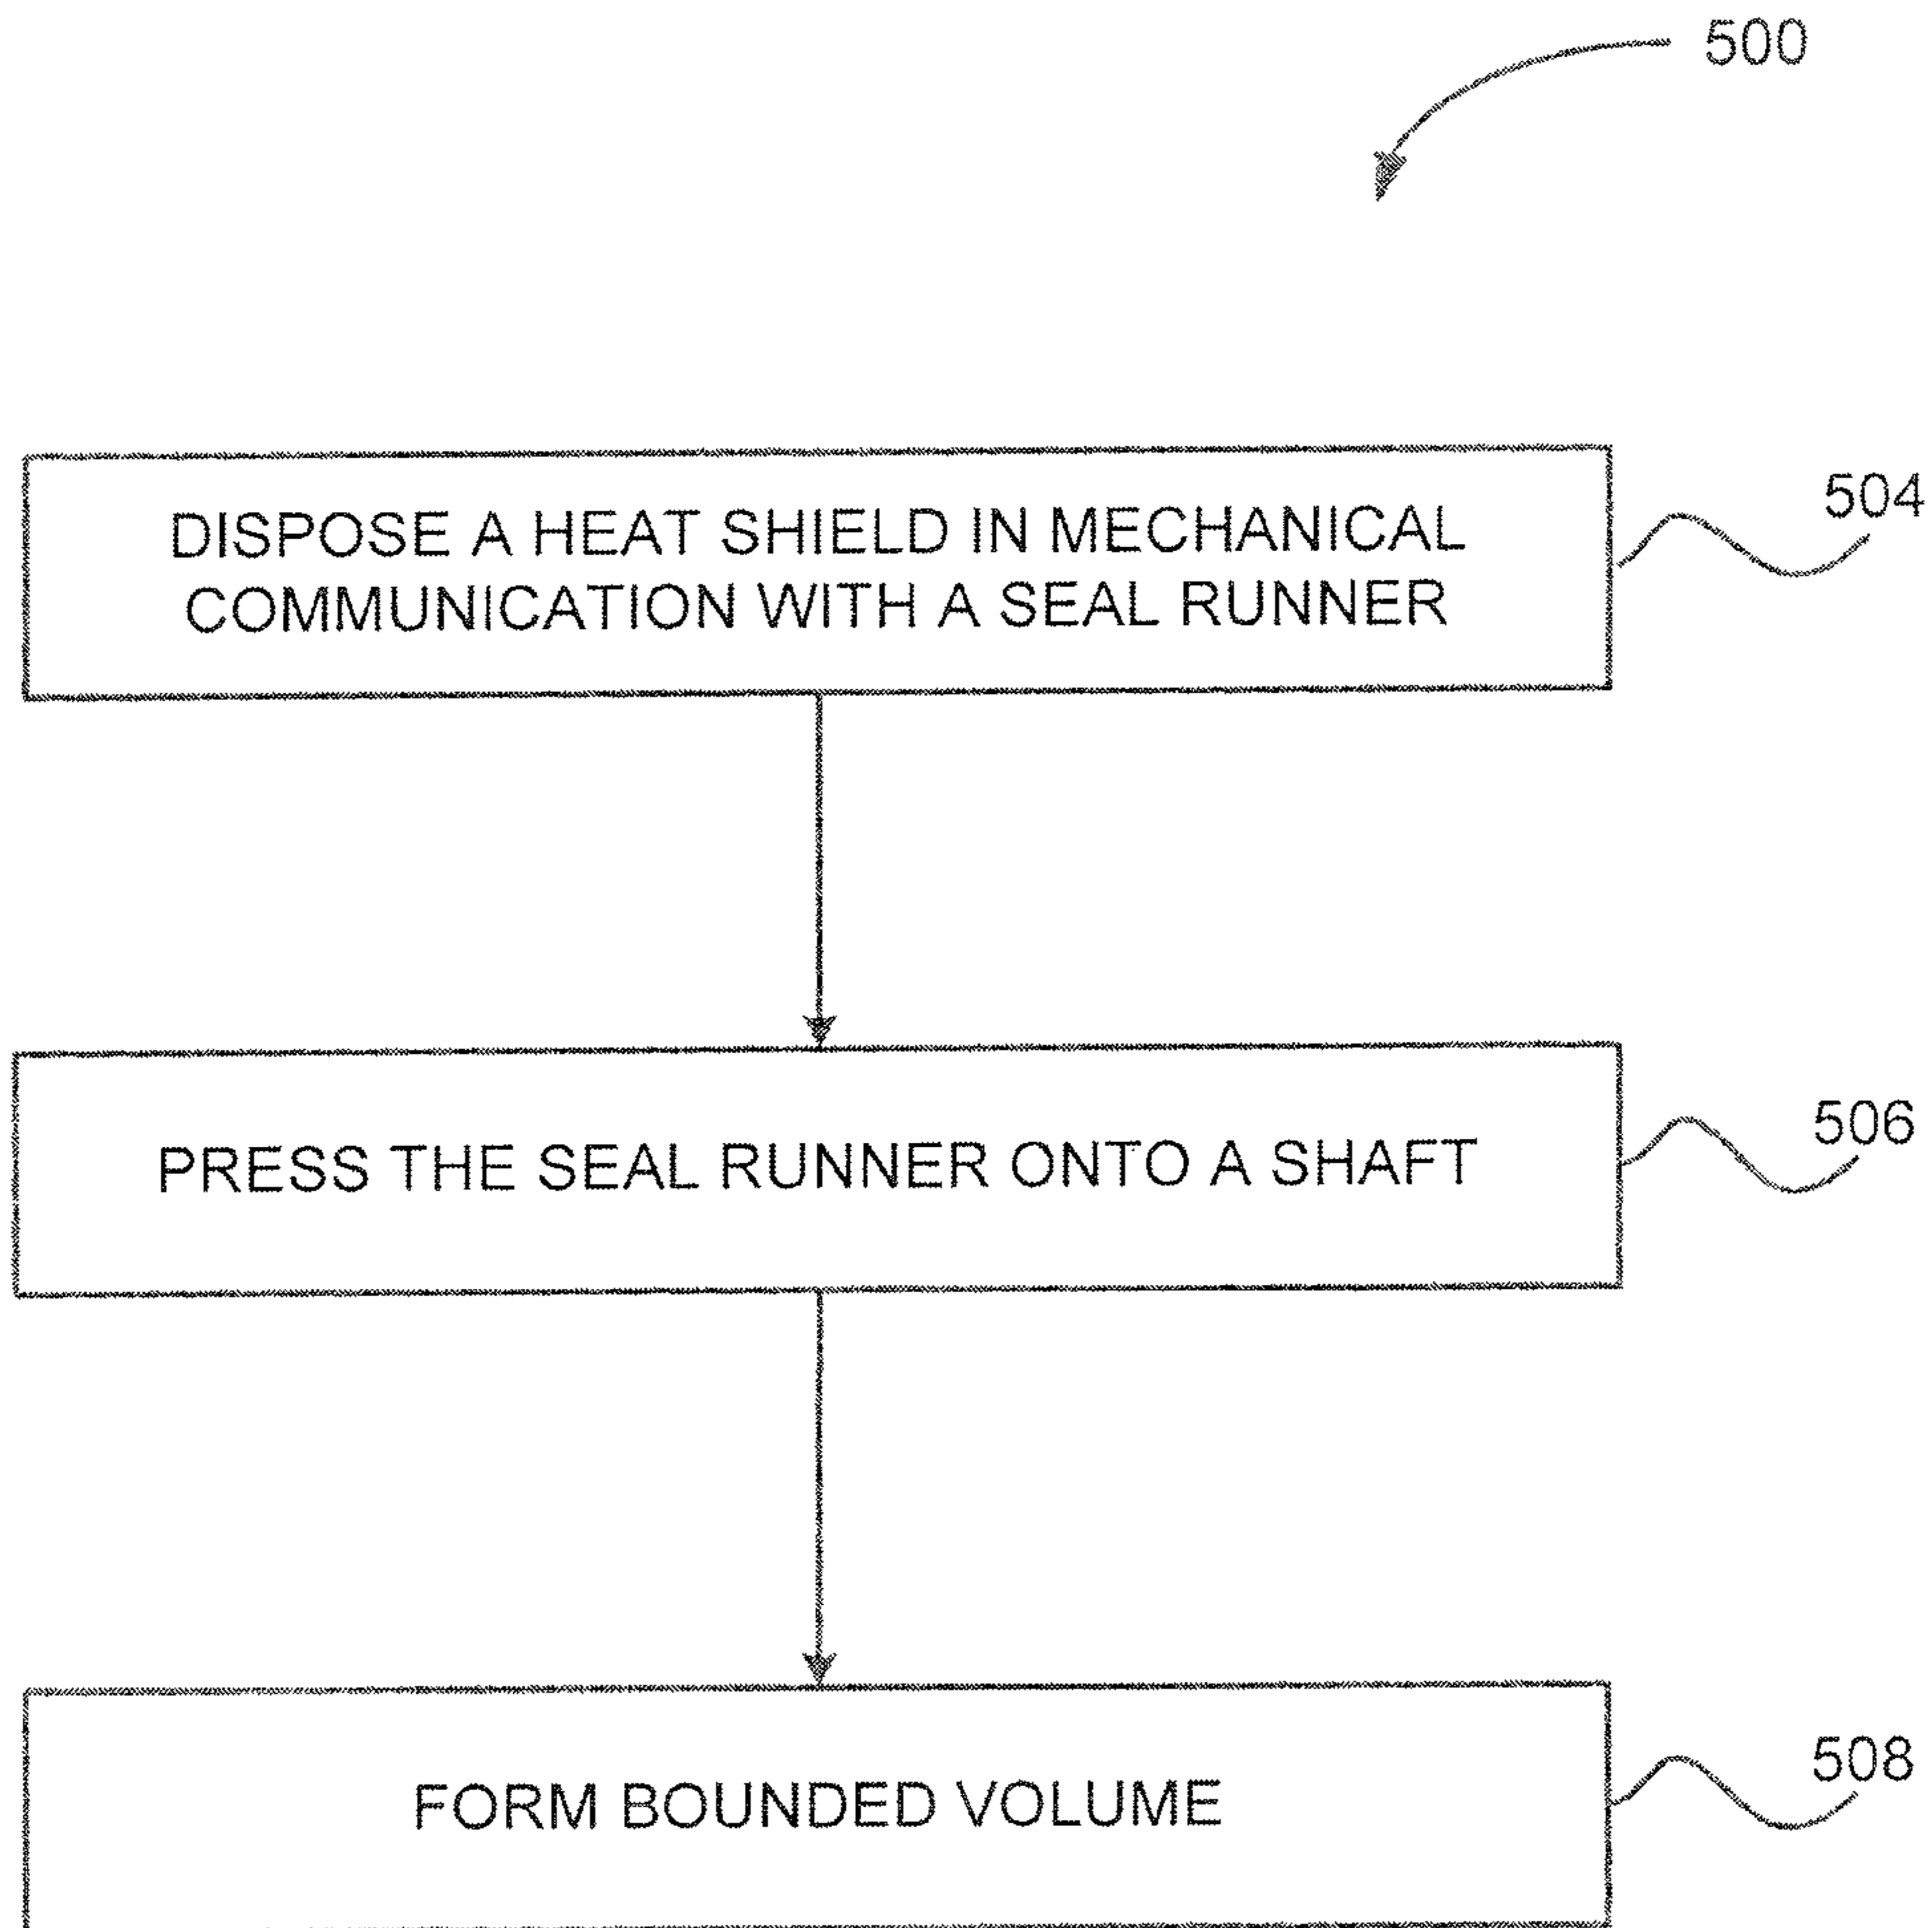 500
DISPOSE A HEAT SHIELD IN MECHANICAL
COMMUNICATION WITH A SEAL RUNNER
504
PRESS THE SEAL RUNNER ONTO A SHAFT
506
FORM BOUNDED VOLUME
508